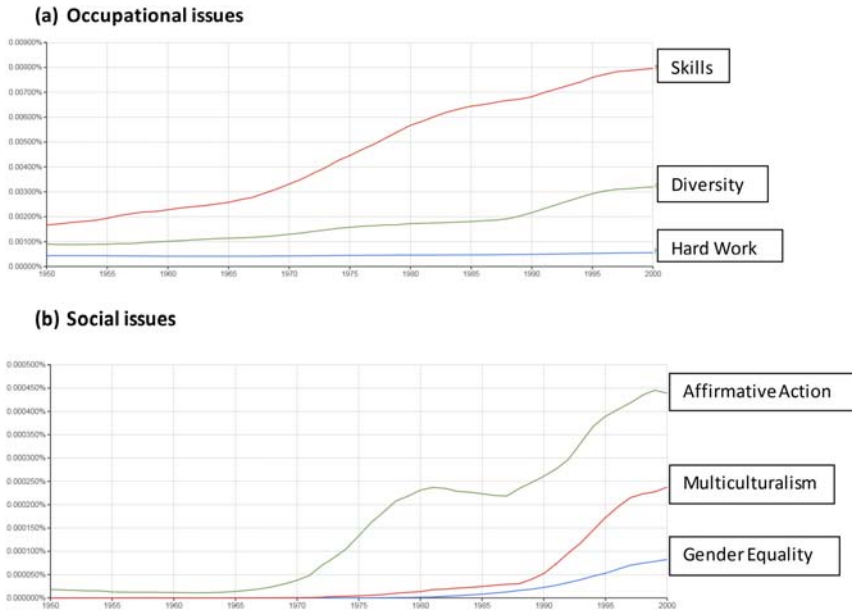 (a) Occupational issues
0.00900%
0.00800%
0.00700%
0.00600%
0.00500%
0.00400%
0.00300%
0.00200%
0.00100%
0.00000%
1950 1955 1960 1965 1970 1975 1980 1985 1990 1995 2000
Skills
Diversity
Hard Work
(b) Social issues
0.000500%
0.000450%
0.000400%
0.000350%
0.000300%
0.000250%
0.000200%
0.000150%
0.000100%
0.000050%
0.000000%
1950 1955 1960 1965 1970 1975 1980 1985 1990 1995 2000
Affirmative Action
Multiculturalism
Gender Equality